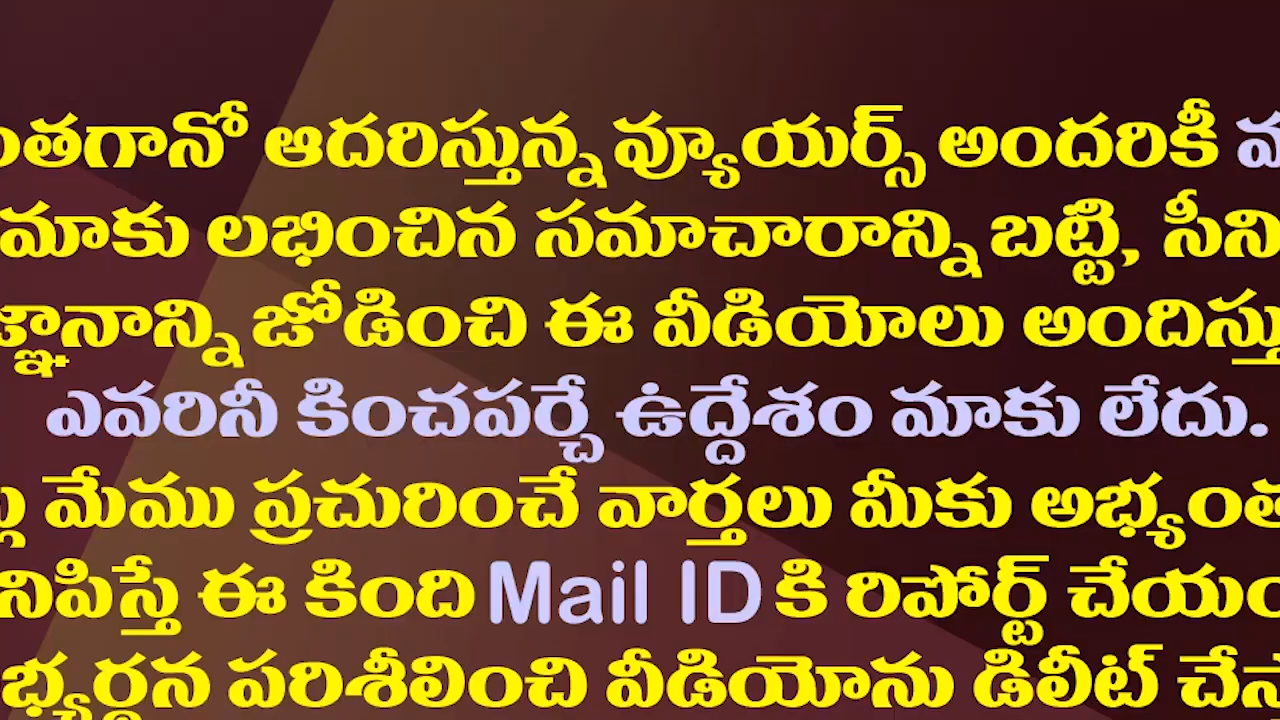 ంతగానో ఆదరిస్తున్న వ్యూయర్స్ అందరికీ
మాకు లభించిన సమాచారాన్ని బట్టి, సీని
జ్ఞానాన్ని జోడించి ఈ వీడియోలు అందిస్తు
ఎవరినీ కించపర్చే ఉద్దేశం మాకు లేదు.
మేము ప్రచురించే వార్తలు మీకు అభ్యంత
నిపిస్తే ఈ కింది Mail ID కి రిపోర్ట్ చేయం
భ్యర్థన పరిశీలించి వీడియోను డిలీట్ చేస